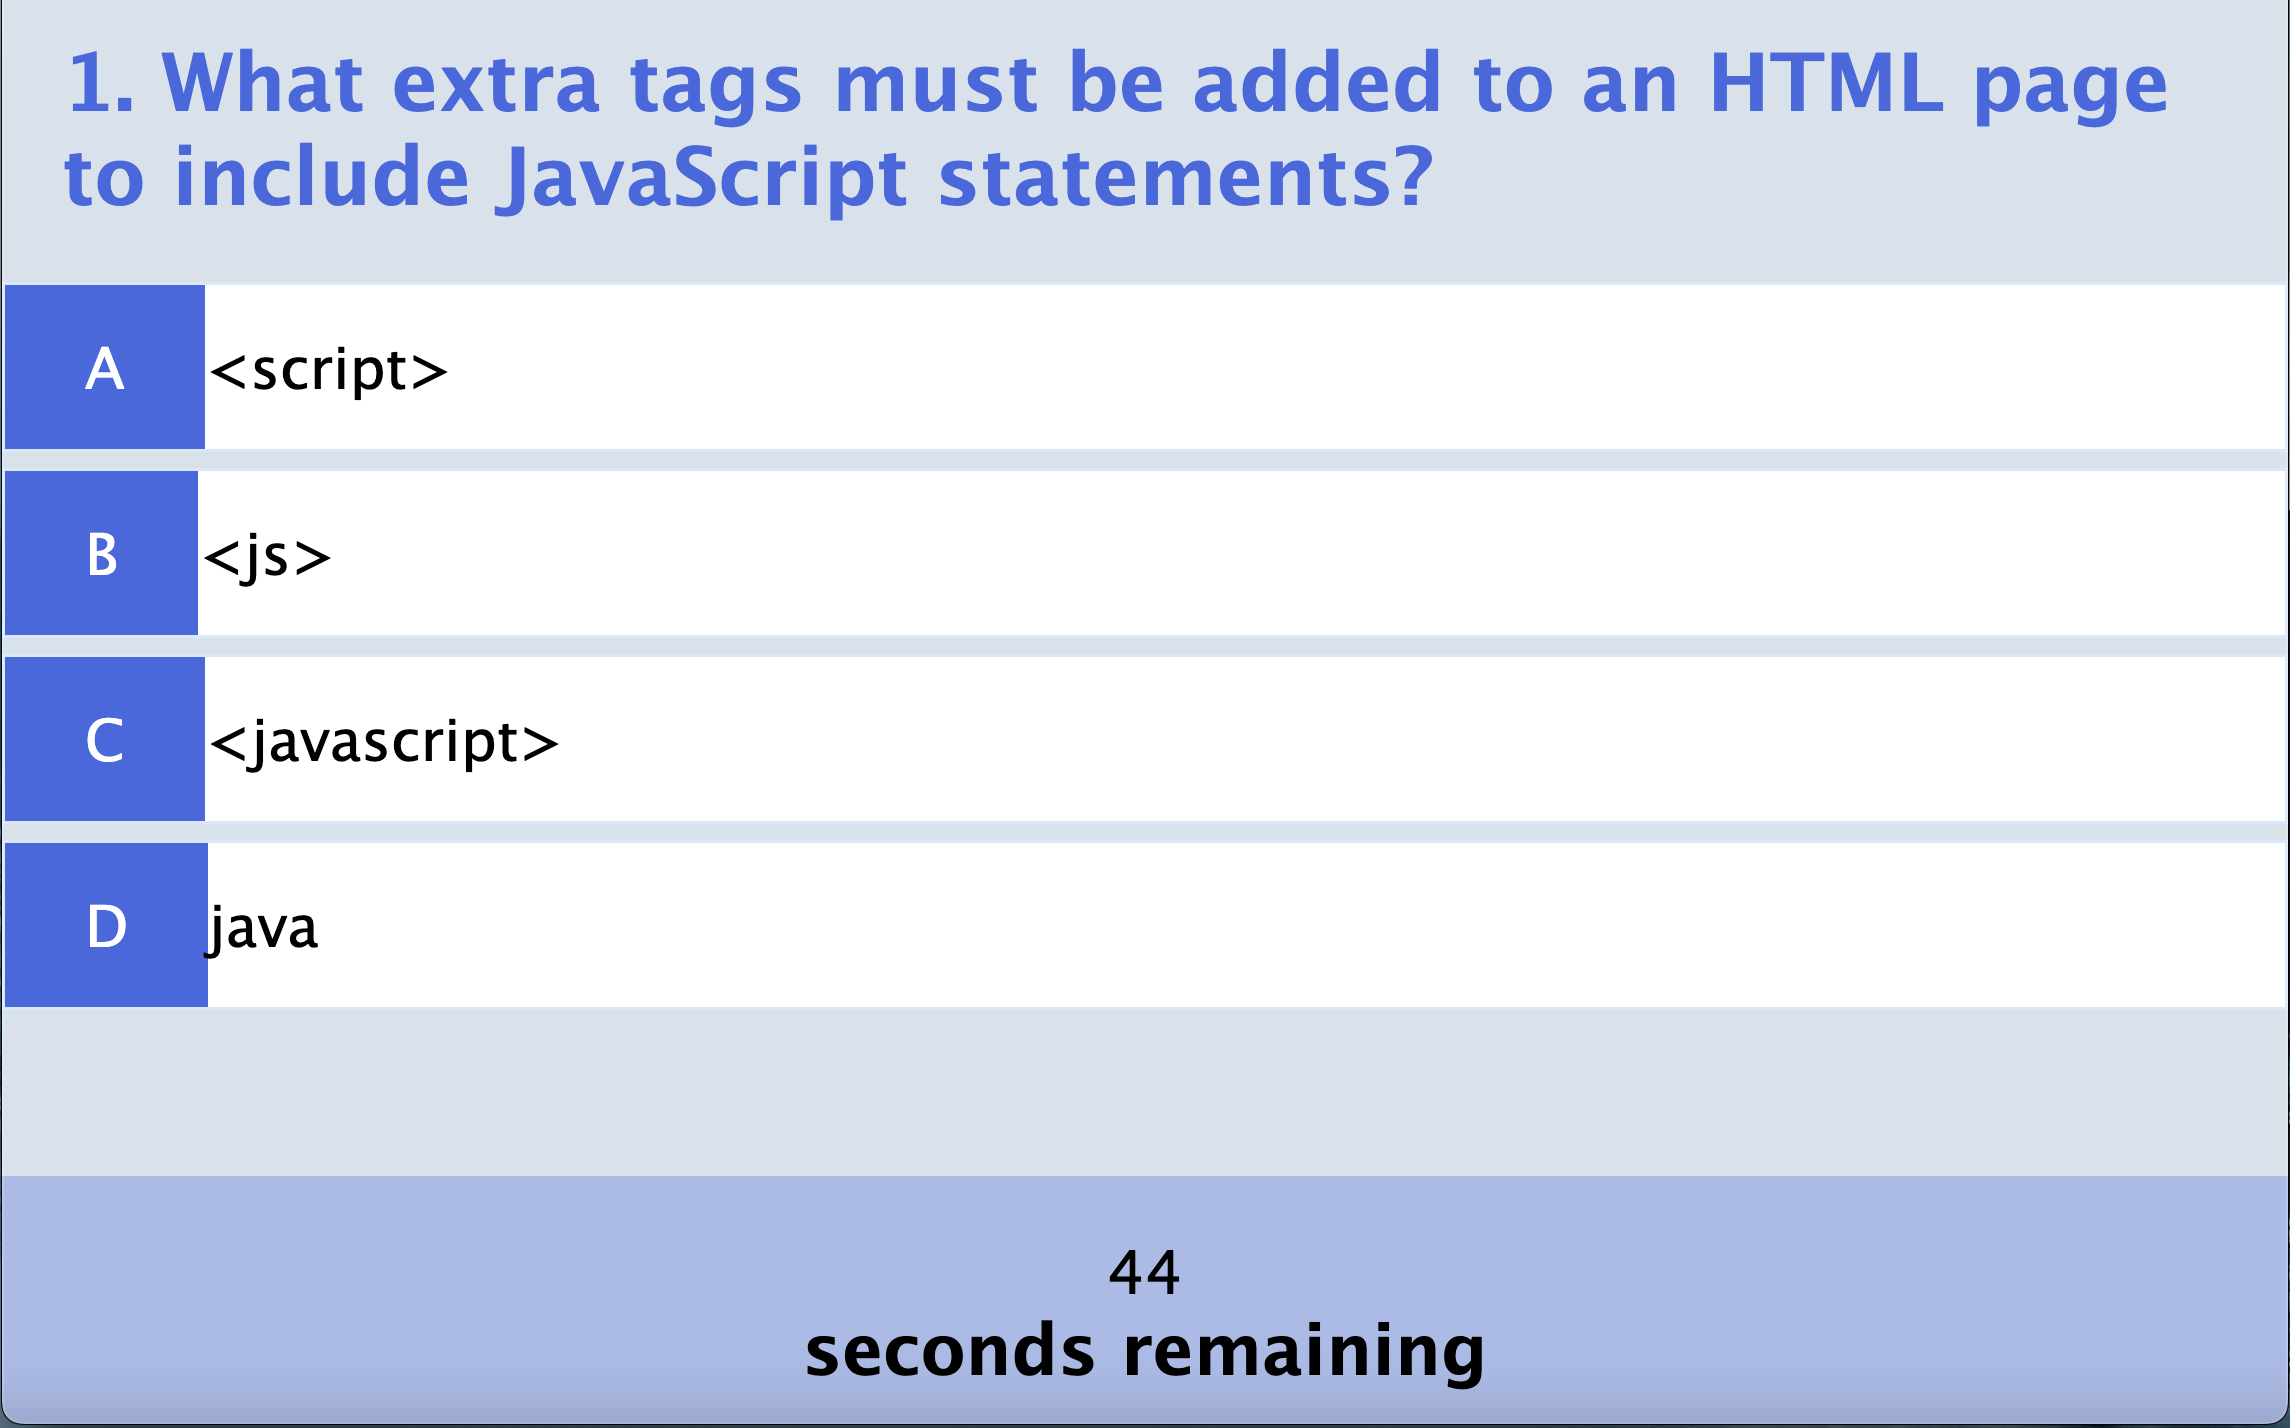 1. What extra tags must be added to an HTML page
to include JavaScript statements?
A <script>
B <js>
C <javascript>
D java
44
seconds remaining